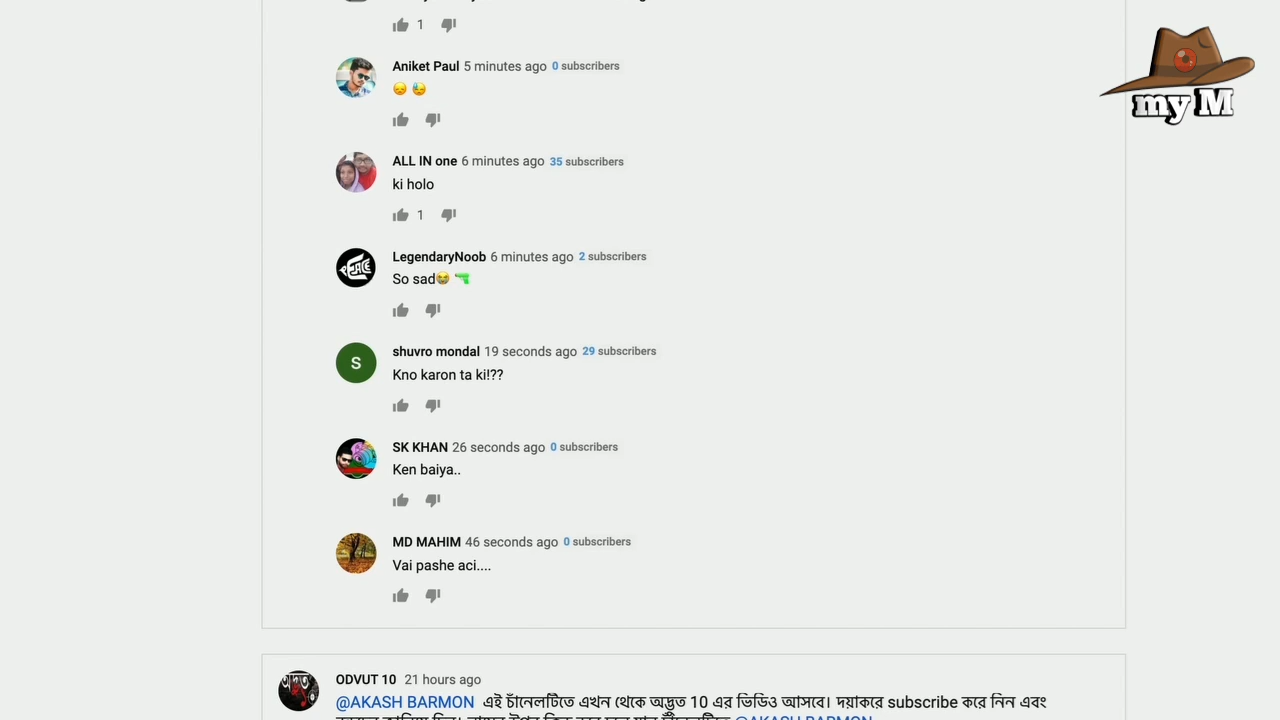 1
my M
Aniket Paul 5 minutes ago 0 subscribers
ALL IN one 6 minutes ago 35 subscribers
ki holo
1
LegendaryNoob 6 minutes ago 2 subscribers
So sad
S
shuvro mondal 19 seconds ago 29 subscribers
Kno karon ta ki!??
SK KHAN 26 seconds ago 0 subscribers
Ken baiya..
MD MAHIM 46 seconds ago 0 subscribers
Vai pashe aci....
ODVUT 10 21 hours ago
@AKASH BARMON এই চাঁনেলটিতে এখন থেকে অদ্ভুত 10 এর ভিডিও আসবে। দয়াকরে subscribe করে নিন এবং
@AKASH BARMON